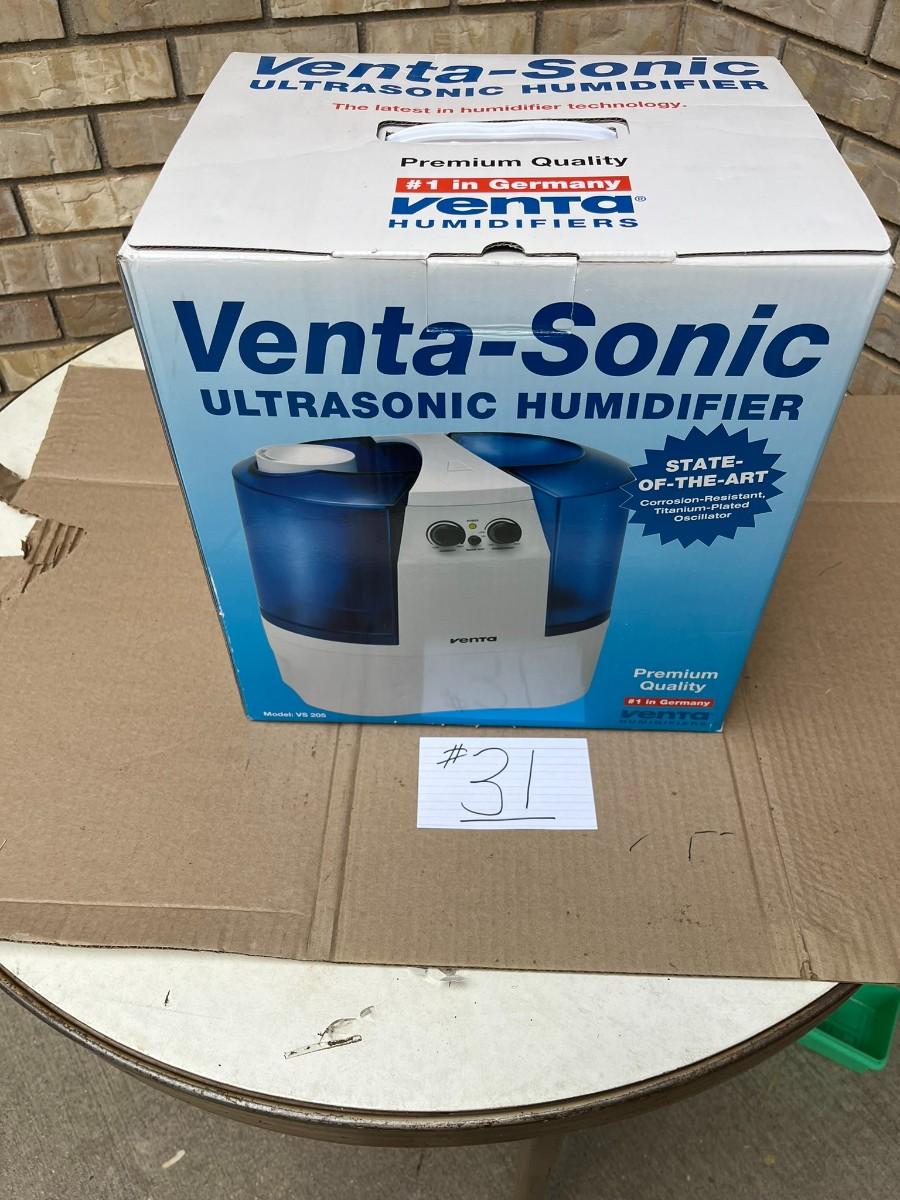 Venta-Sonic
ULTRASONIC HUMIDIFIER
The latest in humidifier technology.
Premium Quality
#1 in Germany
venta®
HUMIDIFIERS
Venta-Sonic
ULTRASONIC HUMIDIFIER
STATE-
OF-THE-ART
Corrosion-Resistant,
Titanium-Plated
Oscillator
venta
Premium
Quality
#1 in Germany
venta
HUMIDIFIERS
Model: VS 205
#31